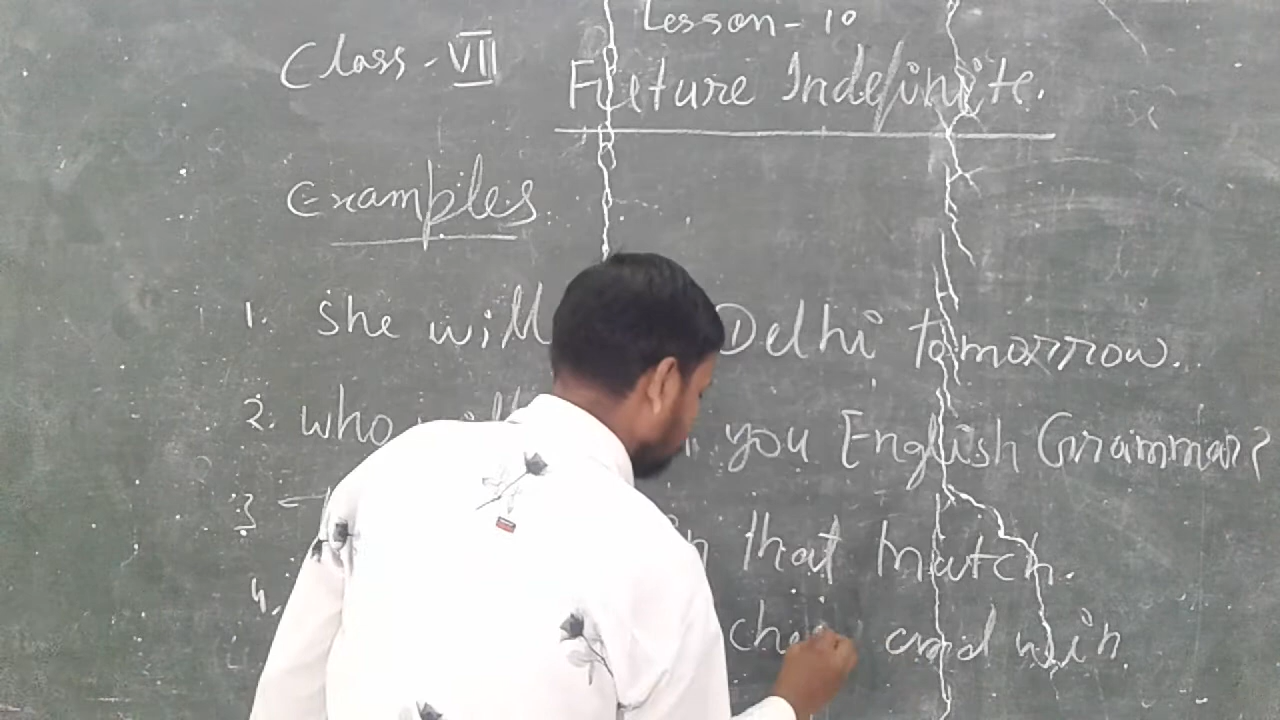 Lesson - 10
Class - VII
Future Indefinite.
Examples
1. She will Delhi tomorrow.
2. who you English Grammar?
3
that match.
4.
and win.